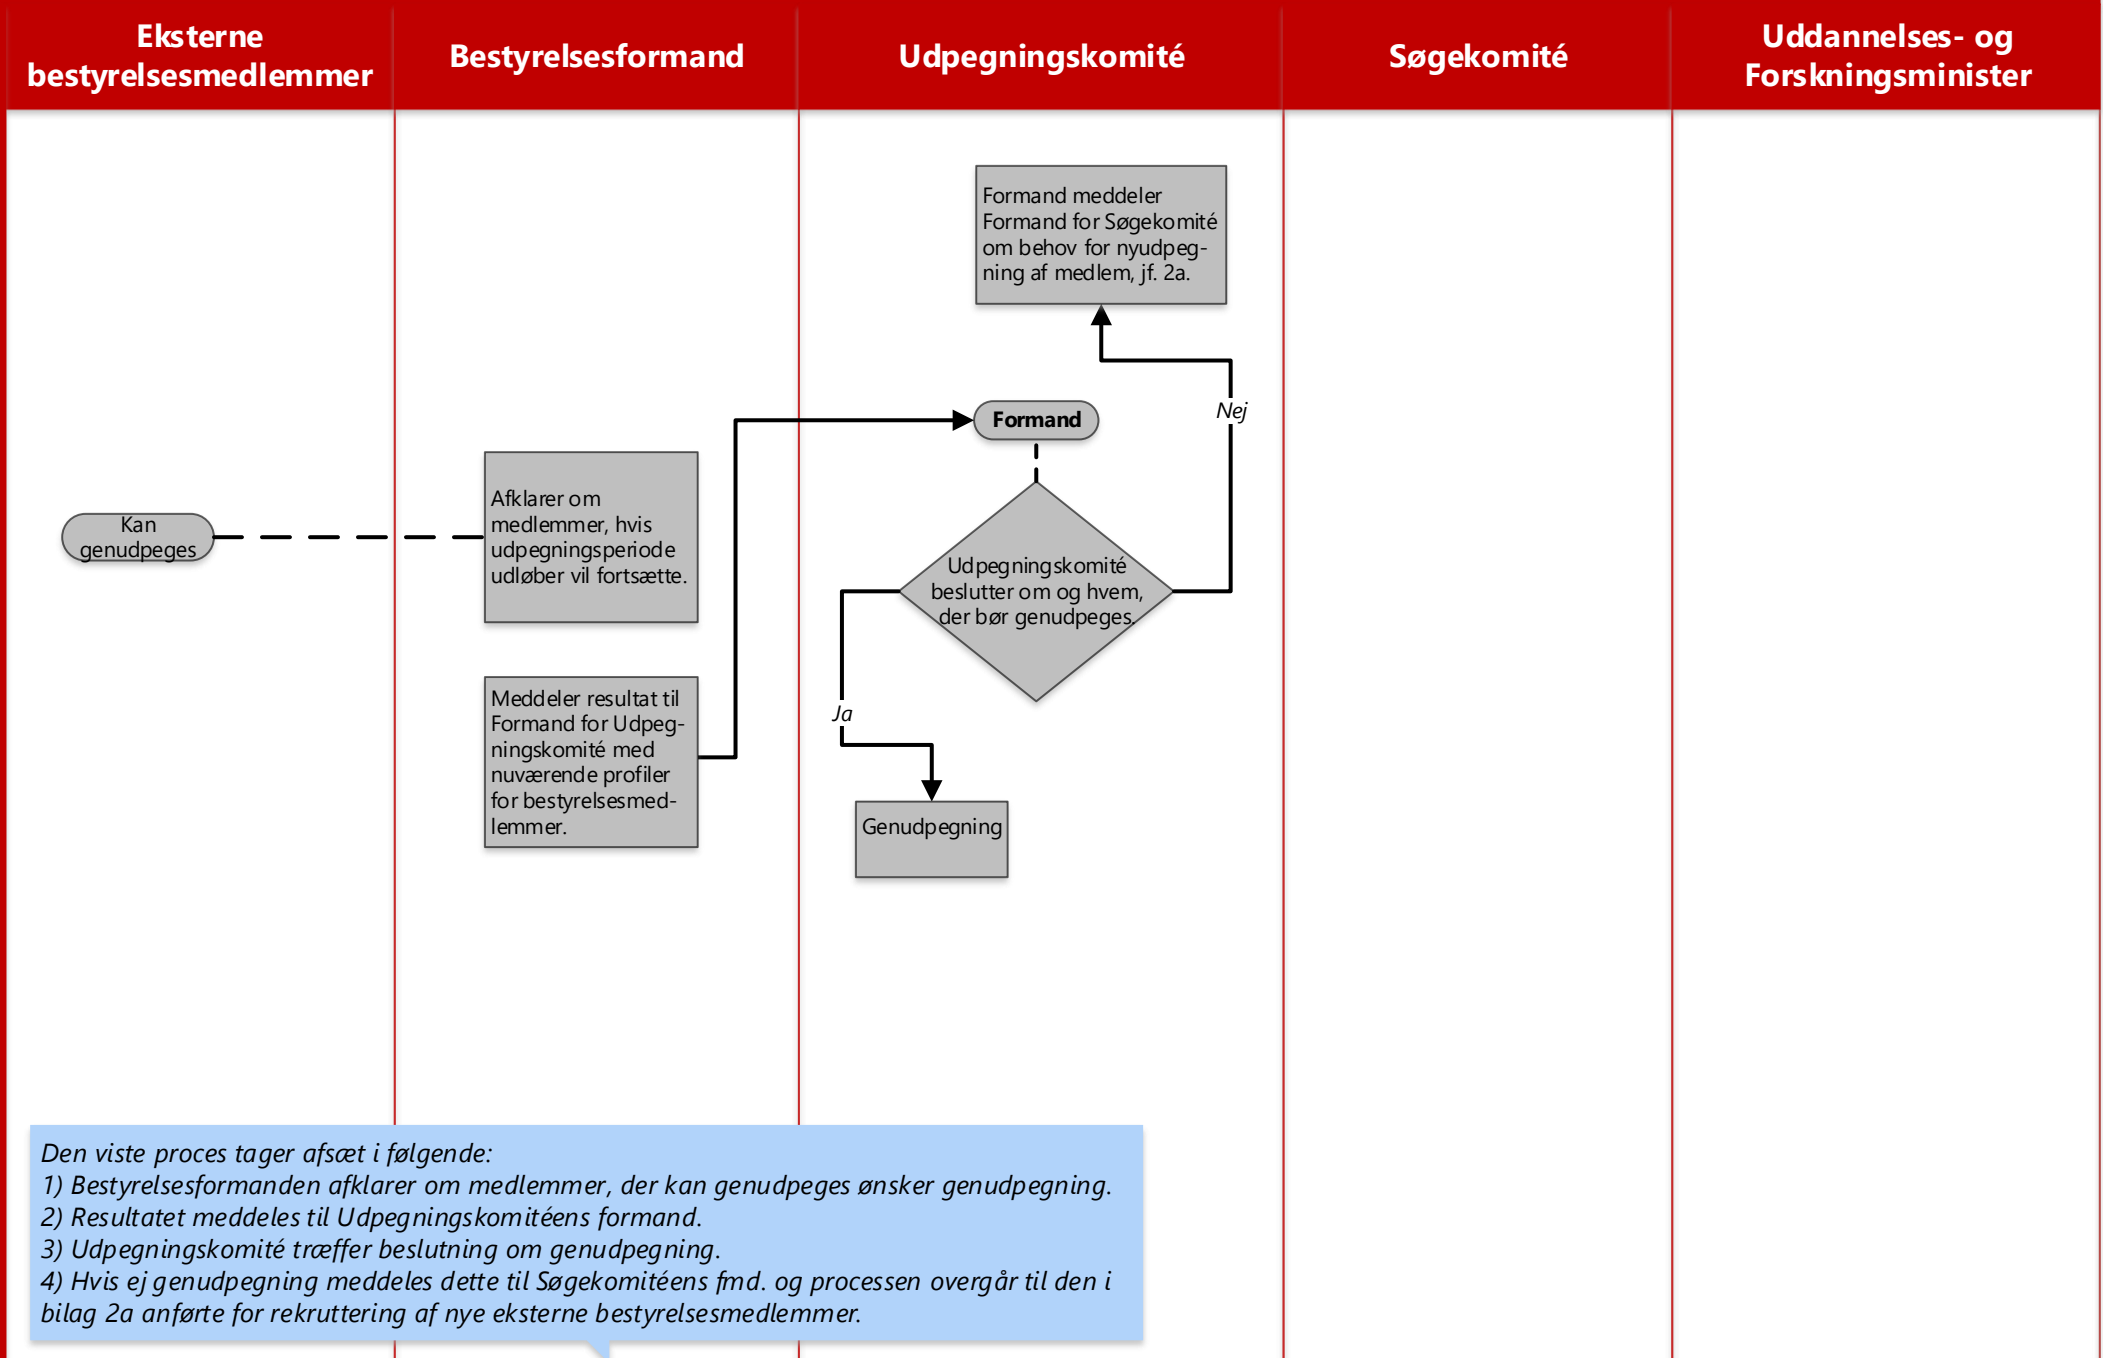 Eksterne
bestyrelsesmedlemmer
Bestyrelsesformand
Udpegningskomité
Søgekomité
Uddannelses- og
Forskningsminister
Formand meddeler
Formand for Søgekomité
om behov for nyudpeg-
ning af medlem, jf. 2a.
Nej
Formand
Kan
genudpeges
Afklarer om
medlemmer, hvis
udpegningsperiode
udløber vil fortsætte.
Udpegningskomité
beslutter om og hvem,
der bør genudpeges.
Meddeler resultat til
Formand for Udpeg-
ningskomité med
nuværende profiler
for bestyrelsesmed-
lemmer.
Ja
Genudpegning
Den viste proces tager afsæt i følgende:
1) Bestyrelsesformanden afklarer om medlemmer, der kan genudpeges ønsker genudpegning.
2) Resultatet meddeles til Udpegningskomitéens formand.
3) Udpegningskomité træffer beslutning om genudpegning.
4) Hvis ej genudpegning meddeles dette til Søgekomitéens fmd. og processen overgår til den i
bilag 2a anførte for rekruttering af nye eksterne bestyrelsesmedlemmer.